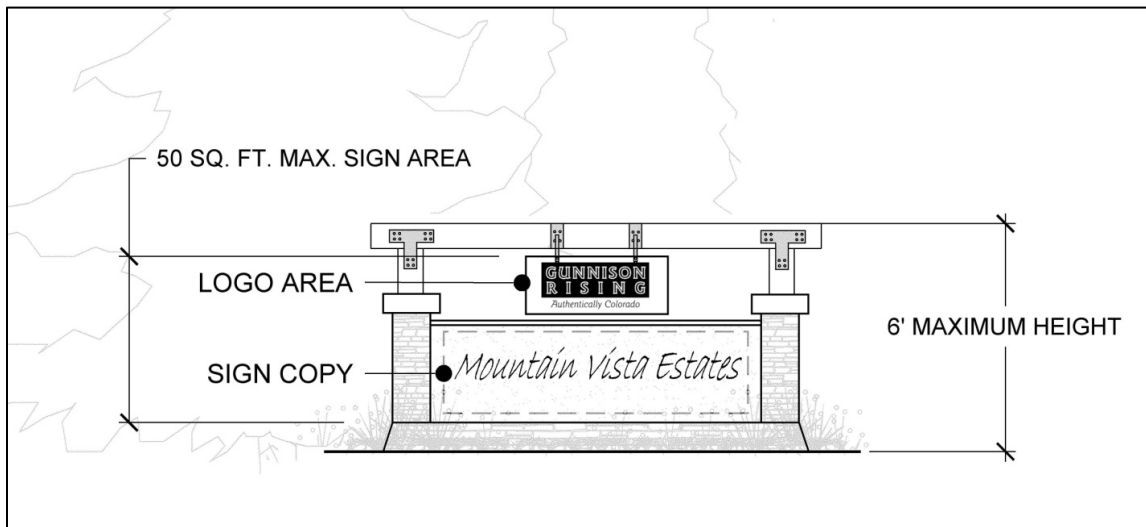 50 SQ. FT. MAX. SIGN AREA
LOGO AREA
GUNNISON
RISING
Authentically Colorado
6' MAXIMUM HEIGHT
SIGN COPY
Mountain Vista Estates